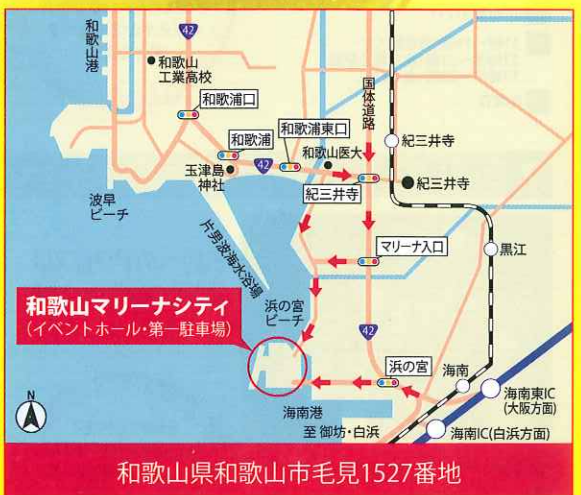 和歌山港
42
和歌山
工業高校
国体道路
和歌浦口
和歌浦
和歌浦東口
和歌山医大
紀三井寺
42
玉津島
神社
紀三井寺
紀三井寺
波早
ビーチ
片男波海水浴場
マリーナ入口
黒江
浜の宮
ビーチ
和歌山マリーナシティ
(イベントホール・第一駐車場)
42
浜の宮
海南
海南東IC
(大阪方面)
N
海南港
至 御坊・白浜
海南IC(白浜方面)
和歌山県和歌山市毛見1527番地